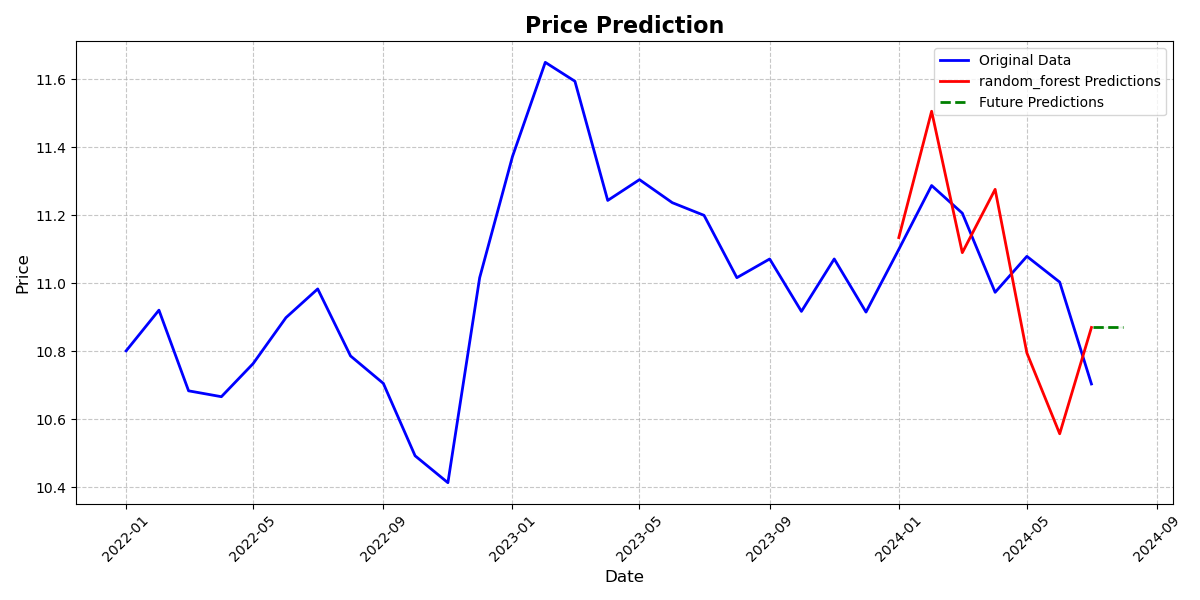 Price Prediction
Original Data
random_forest Predictions
Future Predictions
Price
11.6
11.4
11.2
11.0
10.8
10.6
10.4
2022-01
2022-05
2022-09
2023-01
2023-05
2023-09
2024-01
2024-05
2024-09
Date